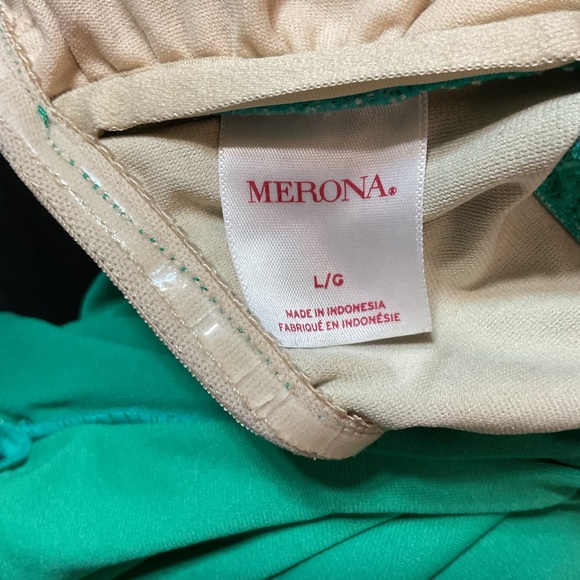 MERONA®
L/G
MADE IN INDONESIA
FABRIQUÉ EN INDONÉSIE